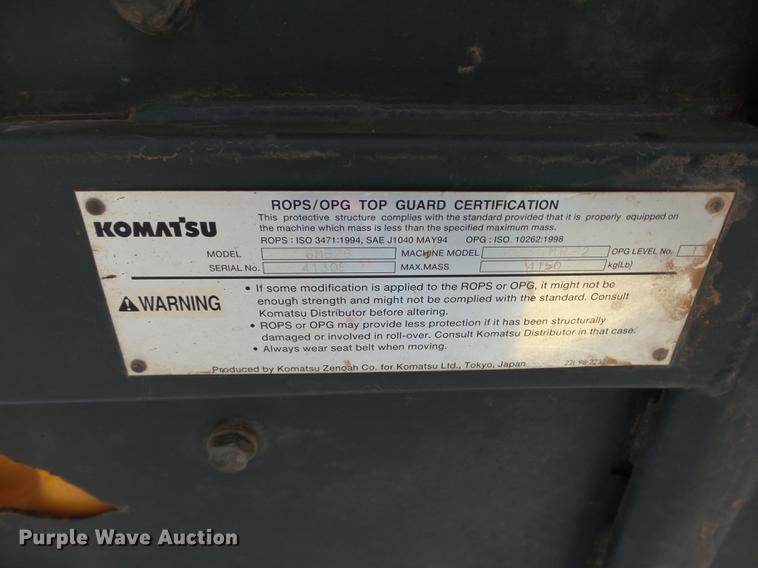 ROPS/OPG TOP GUARD CERTIFICATION
KOMATSU
This protective structure complies with the standard provided that it is properly equipped on
the machine which mass is less than the specified maximum mass.
ROPS : ISO 3471:1994, SAE J1040 MAY94 OPG : ISO. 10262:1998
MODEL MACHINE MODEL OPG LEVEL No.
SERIAL No. MAX.MASS 4150 kg(Lb)
WARNING
• If some modification is applied to the ROPS or OPG, it might not be
enough strength and might not be complied with the standard. Consult
Komatsu Distributor before altering.
• ROPS or OPG may provide less protection if it has been structurally
damaged or involved in roll-over. Consult Komatsu Distributor in that case.
• Always wear seat belt when moving.
Produced by Komatsu Zenoah Co. for Komatsu Ltd., Tokyo, Japan
Purple Wave Auction